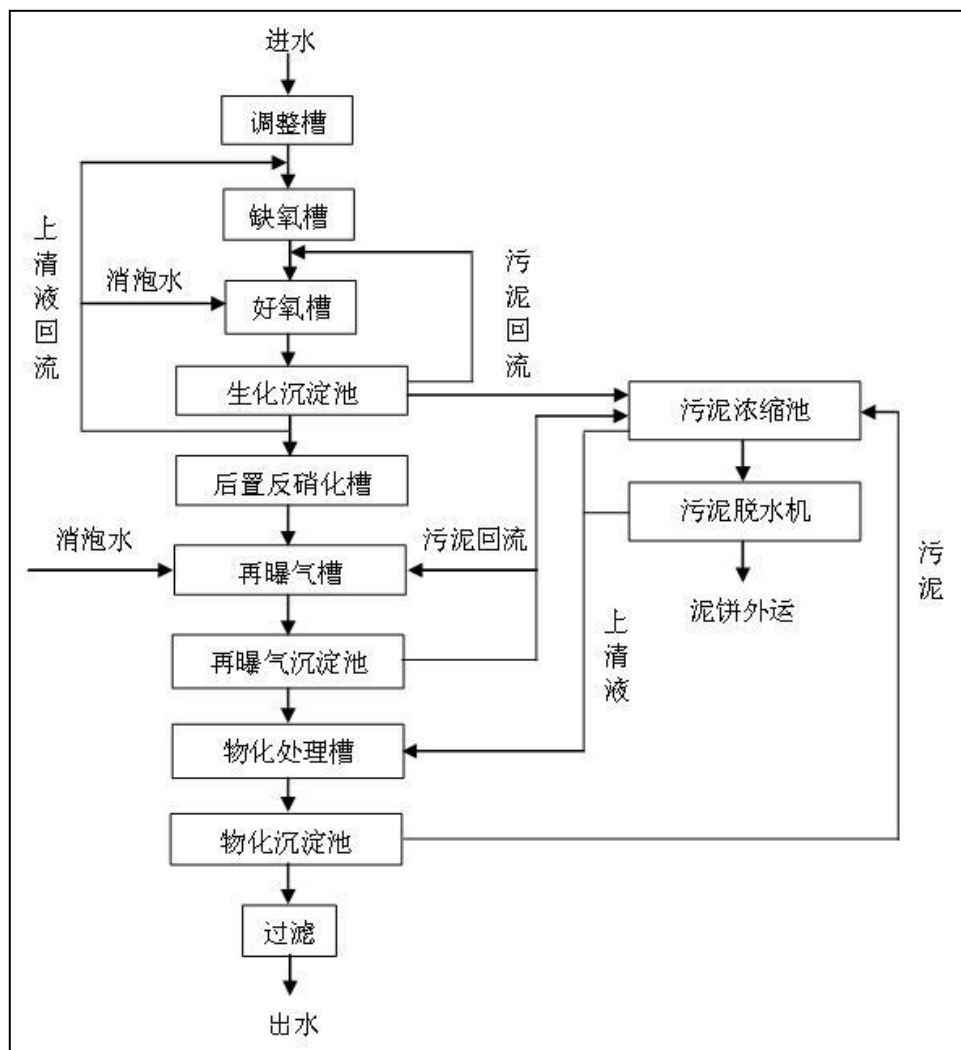 进水
调整槽
缺氧槽
上清液回流
消泡水
好氧槽
污泥回流
生化沉淀池
污泥浓缩池
后置反硝化槽
污泥脱水机
消泡水
再曝气槽
污泥回流
泥饼外运
污泥
再曝气沉淀池
上清液
物化处理槽
物化沉淀池
过滤
出水